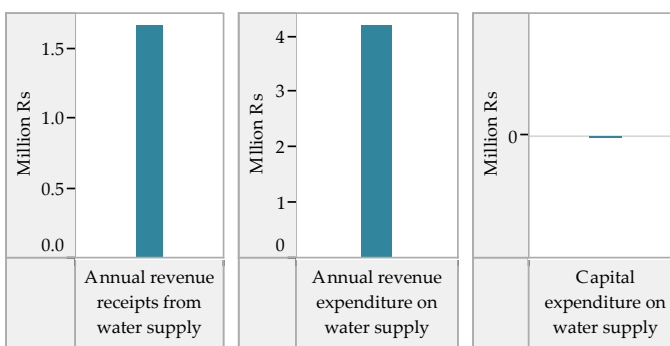 Million Rs
1.5
1.0
0.5
0.0
Annual revenue
receipts from
water supply
Million Rs
4
3
2
1
0
Annual revenue
expenditure on
water supply
Million Rs
0
Capital
expenditure on
water supply